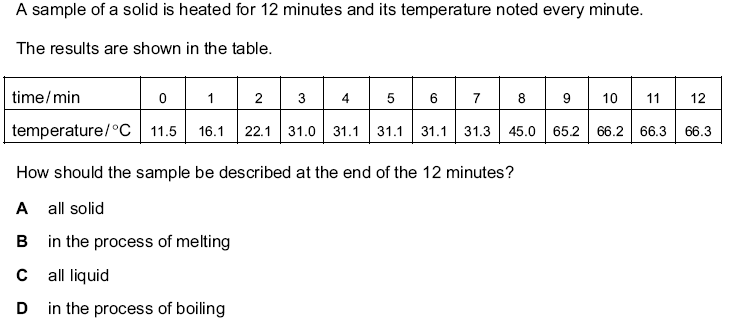 A sample of a solid is heated for 12 minutes and its temperature noted every minute.
The results are shown in the table.
time/min 0 1 2 3 4 5 6 7 8 9 10 11 12
temperature/°C 11.5 16.1 22.1 31.0 31.1 31.1 31.1 31.3 45.0 65.2 66.2 66.3 66.3
How should the sample be described at the end of the 12 minutes?
A all solid
B in the process of melting
C all liquid
D in the process of boiling